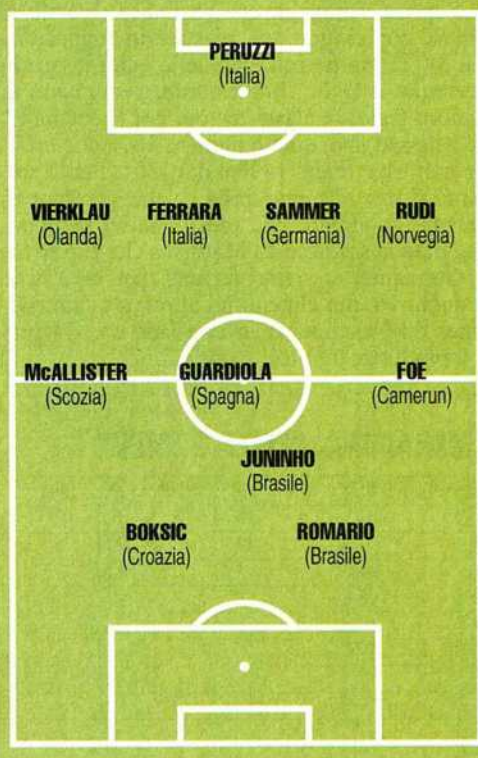 PERUZZI
(Italia)
VIERKLAU
(Olanda)
FERRARA
(Italia)
SAMMER
(Germania)
RUDI
(Norvegia)
McALLISTER
(Scozia)
GUARDIOLA
(Spagna)
FOE
(Camerun)
JUNINHO
(Brasile)
BOKSIC
(Croazia)
ROMARIO
(Brasile)